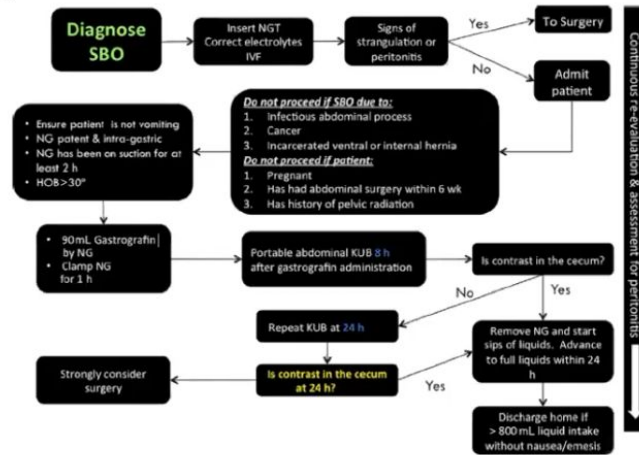 Diagnose
SBO
Insert NGT
Correct electrolytes
IVF
Signs of
strangulation or
peritonitis
Yes
To Surgery
No
Admit
patient
Do not proceed if SBO due to:
1. Infectious abdominal process
2. Cancer
3. Incarcerated ventral or internal hernia
Do not proceed if patient:
1. Pregnant
2. Has had abdominal surgery within 6 wk
3. Has history of pelvic radiation
• Ensure patient is not vomiting
• NG patent & intra-gastric
• NG has been on suction for at
least 2 h
• HOB>30°
• 90mL Gastrografin
by NG
• Clamp NG
for 1 h
Portable abdominal KUB 8 h
after gastrografin administration
Is contrast in the cecum?
No
Yes
Repeat KUB at 24 h
Remove NG and start
sips of liquids. Advance
to full liquids within 24
h
Is contrast in the cecum
at 24 h?
Yes
Strongly consider
surgery
Discharge home if
> 800 mL liquid intake
without nausea/emesis
Continuous re-evaluation & assessment for peritonitis